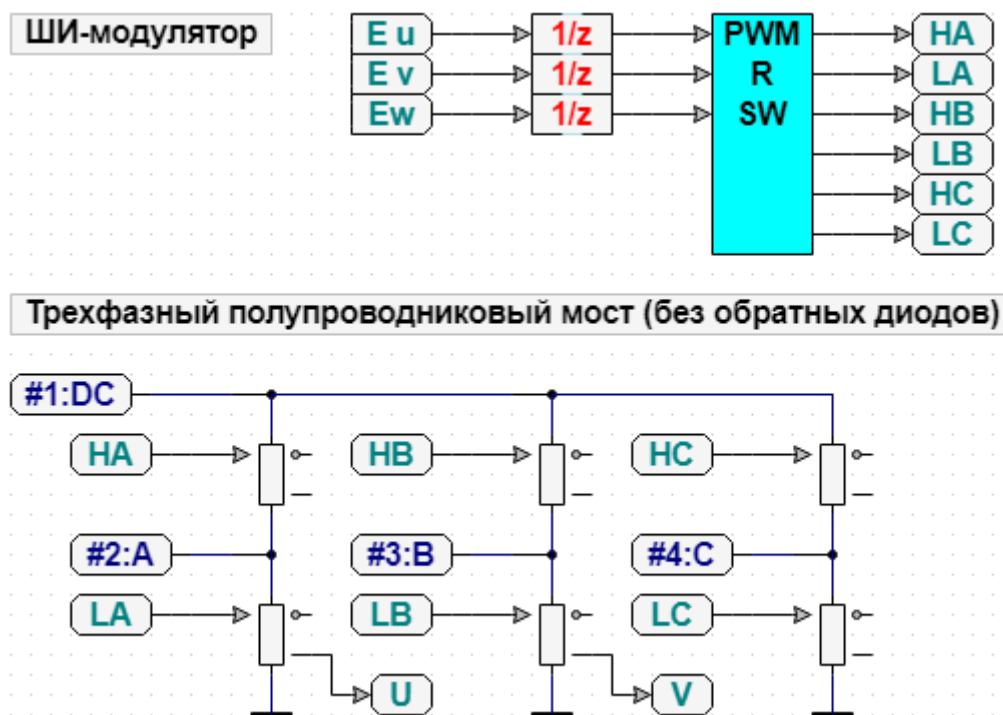 ШИ-модулятор
E u 1/z PWM HA
E v 1/z R LA
Ew 1/z SW HB
LB
HC
LC
Трехфазный полупроводниковый мост (без обратных диодов)
#1:DC
HA HB HC
#2:A #3:B #4:C
LA LB LC
U V